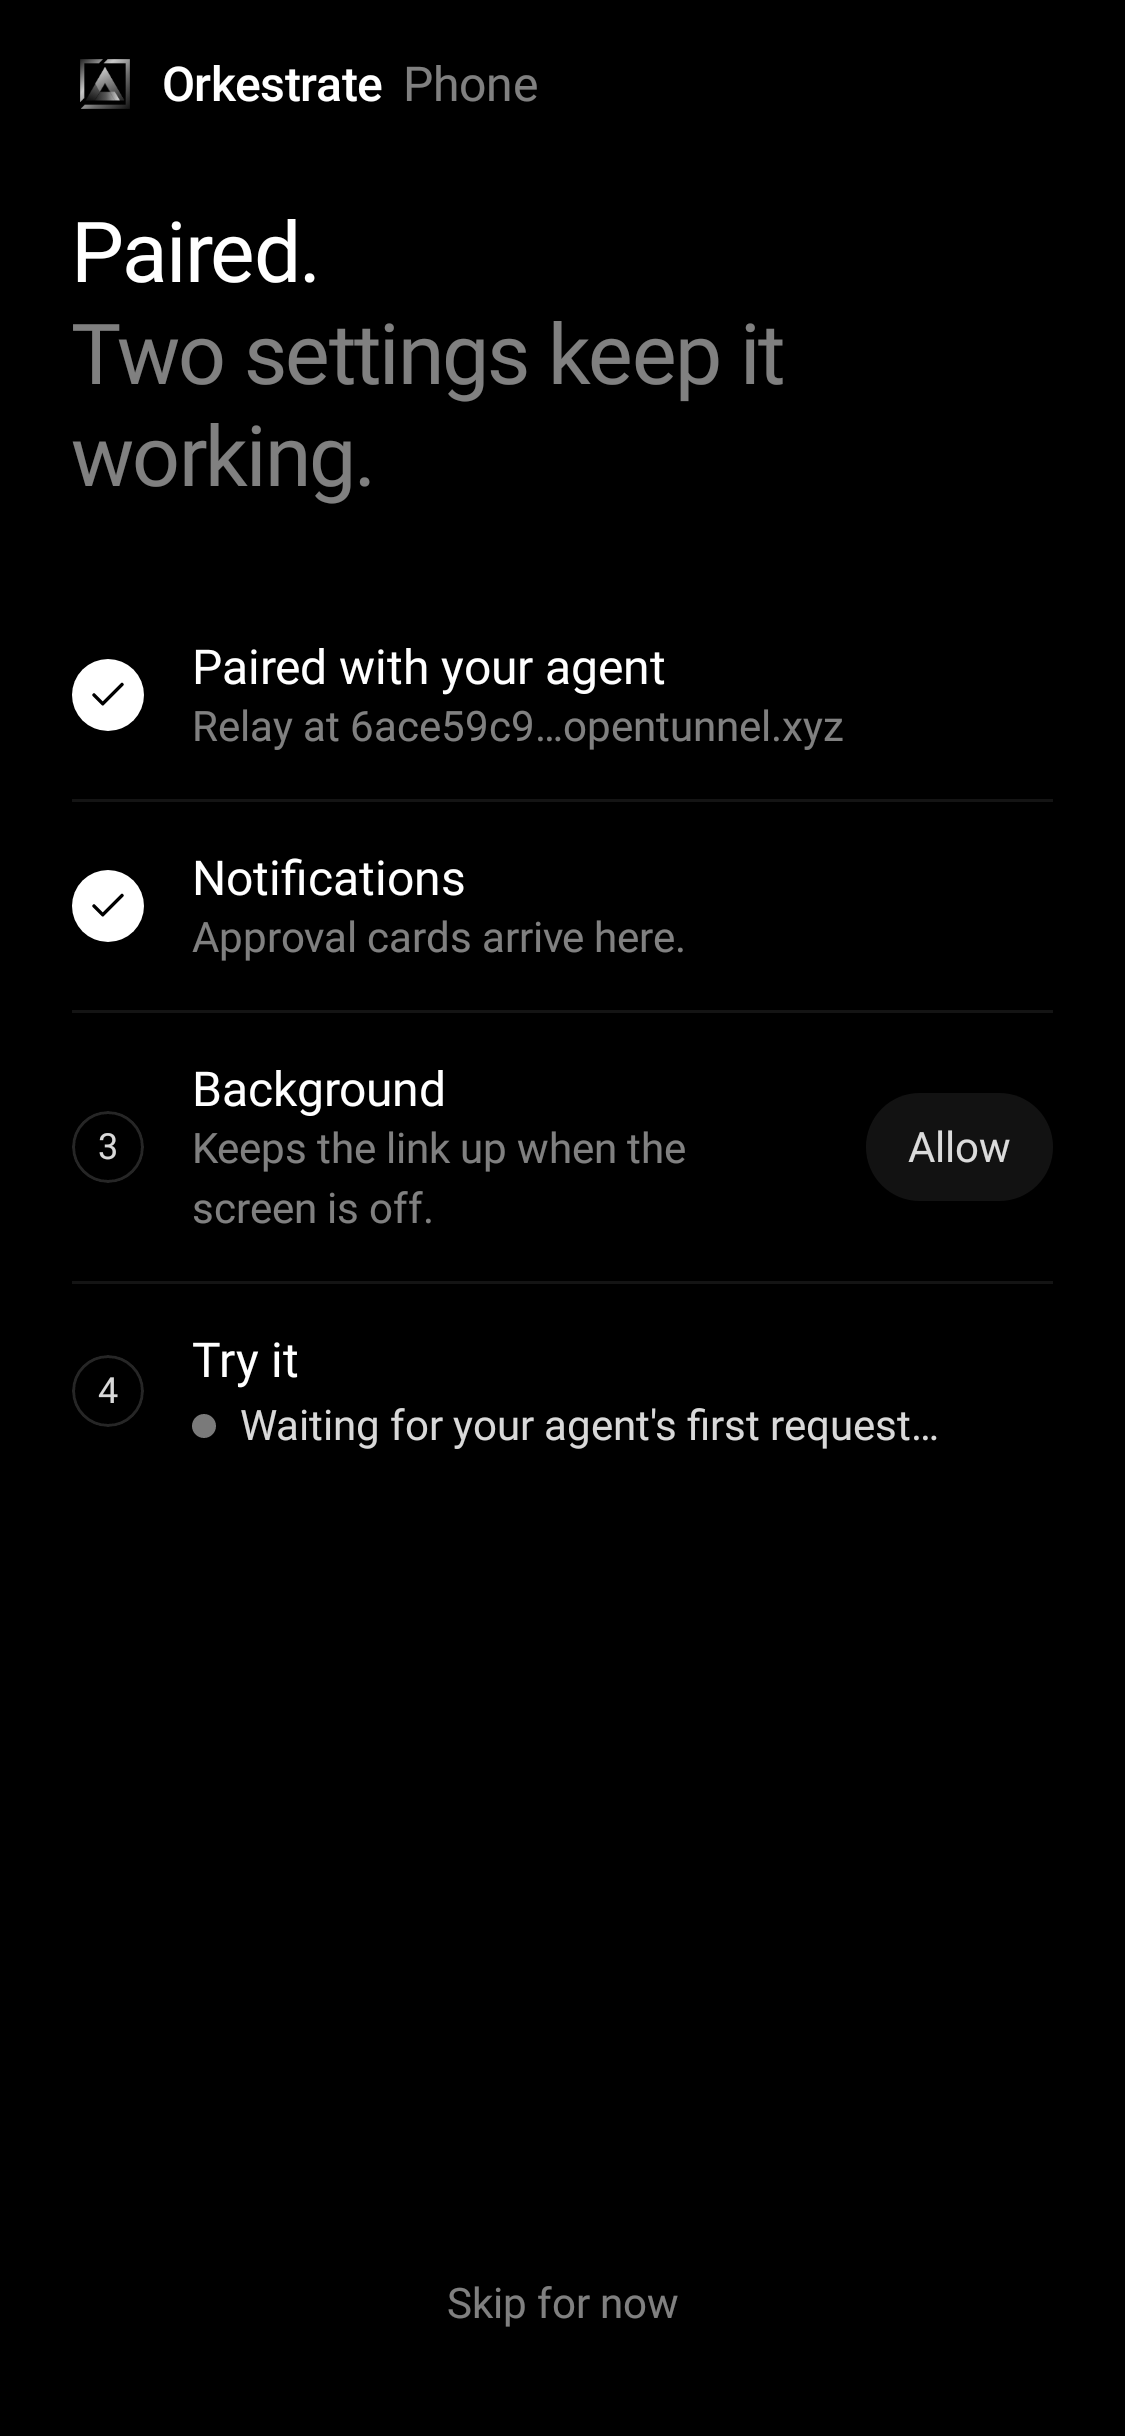 Orkestrate Phone
Paired.
Two settings keep it
working.
Paired with your agent
Relay at 6ace59c9…opentunnel.xyz
Notifications
Approval cards arrive here.
3
Background
Keeps the link up when the
screen is off.
Allow
4
Try it
Waiting for your agent's first request…
Skip for now